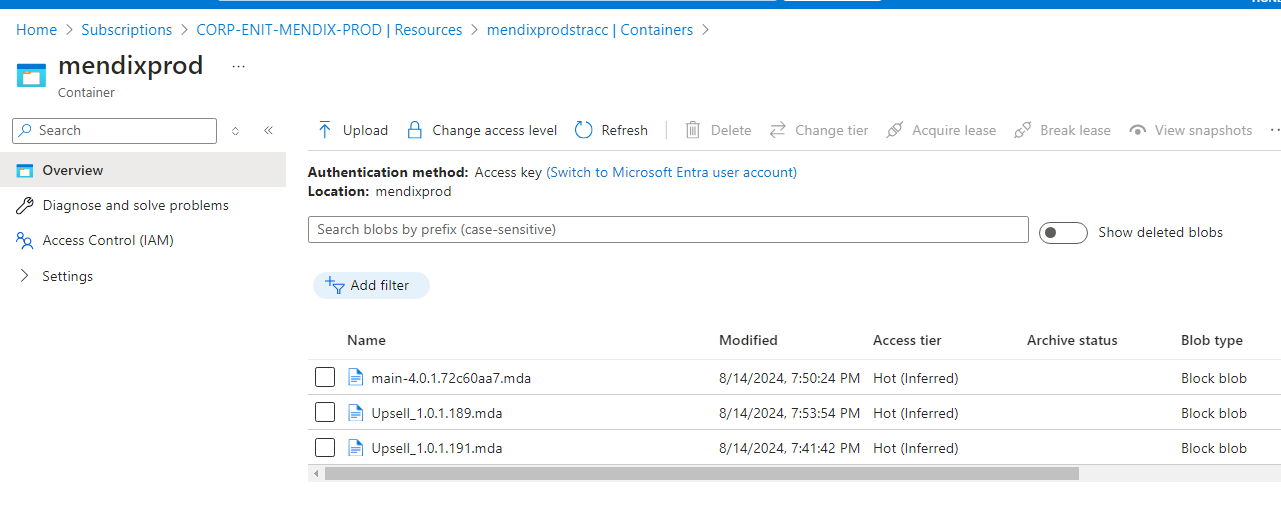 Home > Subscriptions > CORP-ENIT-MENDIX-PROD | Resources > mendixprodstracc | Containers >
mendixprod ...
Container
Search
Upload Change access level Refresh Delete Change tier Acquire lease Break lease View snapshots
Overview
Diagnose and solve problems
Access Control (IAM)
Settings
Authentication method: Access key (Switch to Microsoft Entra user account)
Location: mendixprod
Search blobs by prefix (case-sensitive)
Show deleted blobs
Add filter
Name Modified Access tier Archive status Blob type
main-4.0.1.72c60aa7.mda 8/14/2024, 7:50:24 PM Hot (Inferred) Block blob
Upsell_1.0.1.189.mda 8/14/2024, 7:53:54 PM Hot (Inferred) Block blob
Upsell_1.0.1.191.mda 8/14/2024, 7:41:42 PM Hot (Inferred) Block blob